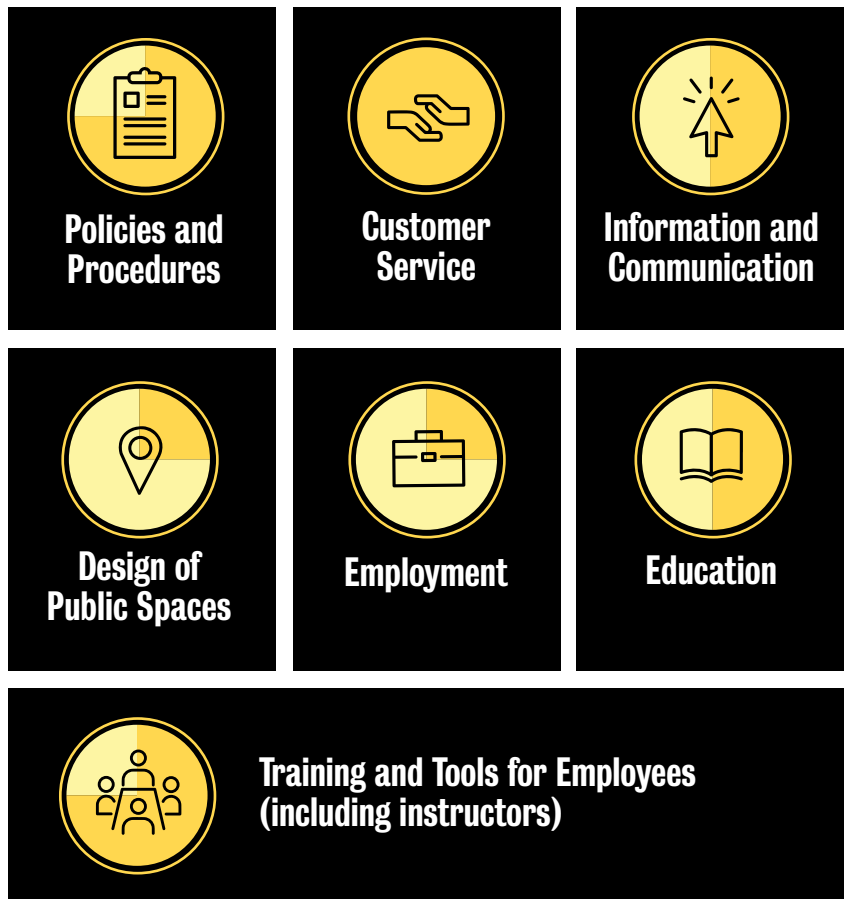 Policies and
Procedures
Customer
Service
Information and
Communication
Design of
Public Spaces
Employment
Education
Training and Tools for Employees
(including instructors)